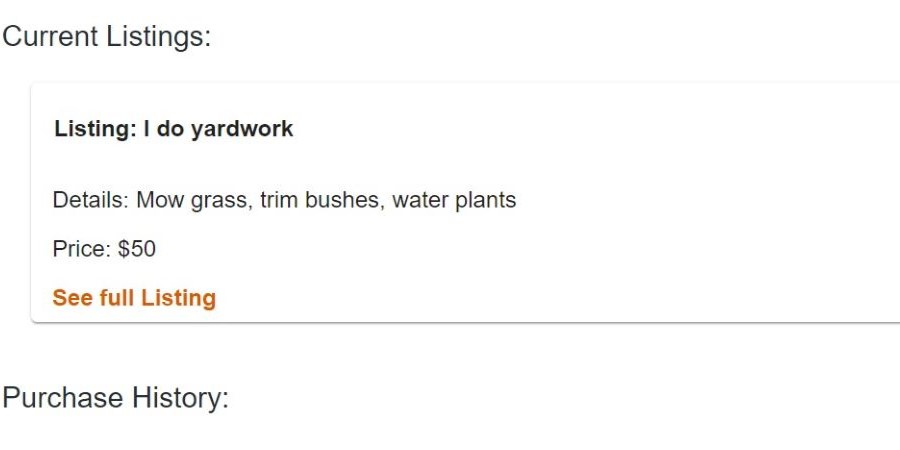 Current Listings:
Listing: I do yardwork
Details: Mow grass, trim bushes, water plants
Price: $50
See full Listing
Purchase History: